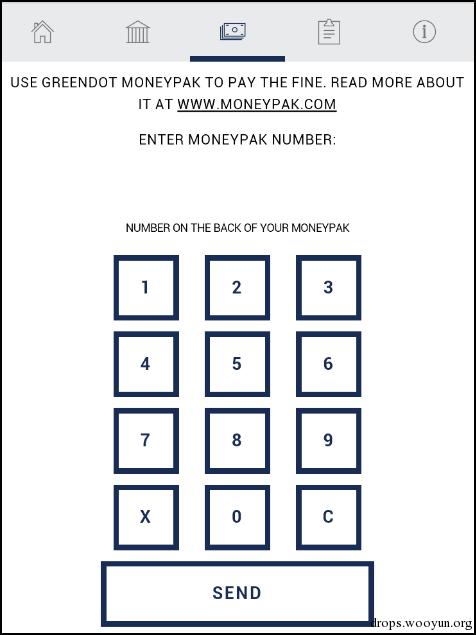 USE GREENDOT MONEYPAK TO PAY THE FINE. READ MORE ABOUT
IT AT WWW.MONEYPAK.COM
ENTER MONEYPAK NUMBER:
NUMBER ON THE BACK OF YOUR MONEYPAK
1 2 3
4 5 6
7 8 9
X 0 C
SEND
drops.wooyun.org